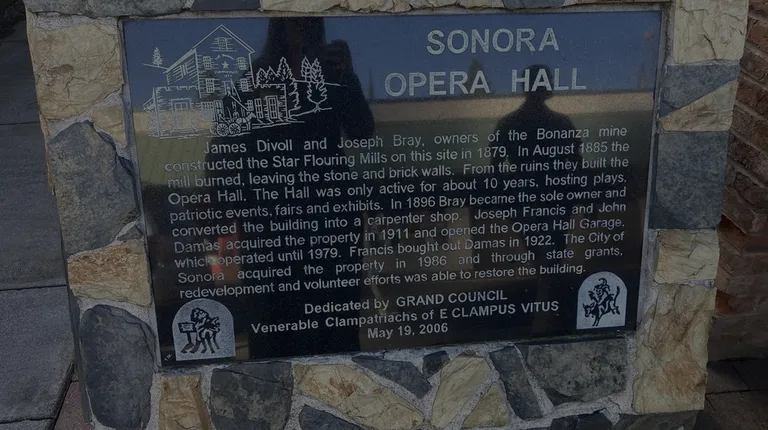 SONORA
OPERA HALL
James Divoll and Joseph Bray, owners of the Bonanza mine
constructed the Star Flouring Mills on this site in 1879. In August 1885 the
mill burned, leaving the stone and brick walls. From the ruins they built the
Opera Hall. The Hall was only active for about 10 years, hosting plays,
patriotic events, fairs and exhibits. In 1896 Bray became the sole owner and
converted the building into a carpenter shop. Joseph Francis and John
Damas acquired the property in 1911 and opened the Opera Hall Garage,
which operated until 1979. Francis bought out Damas in 1922. The City of
Sonora acquired the property in 1986 and through state grants,
redevelopment and volunteer efforts was able to restore the building.
Dedicated by GRAND COUNCIL
Venerable Clampatriachs of E CLAMPUS VITUS
May 19, 2006